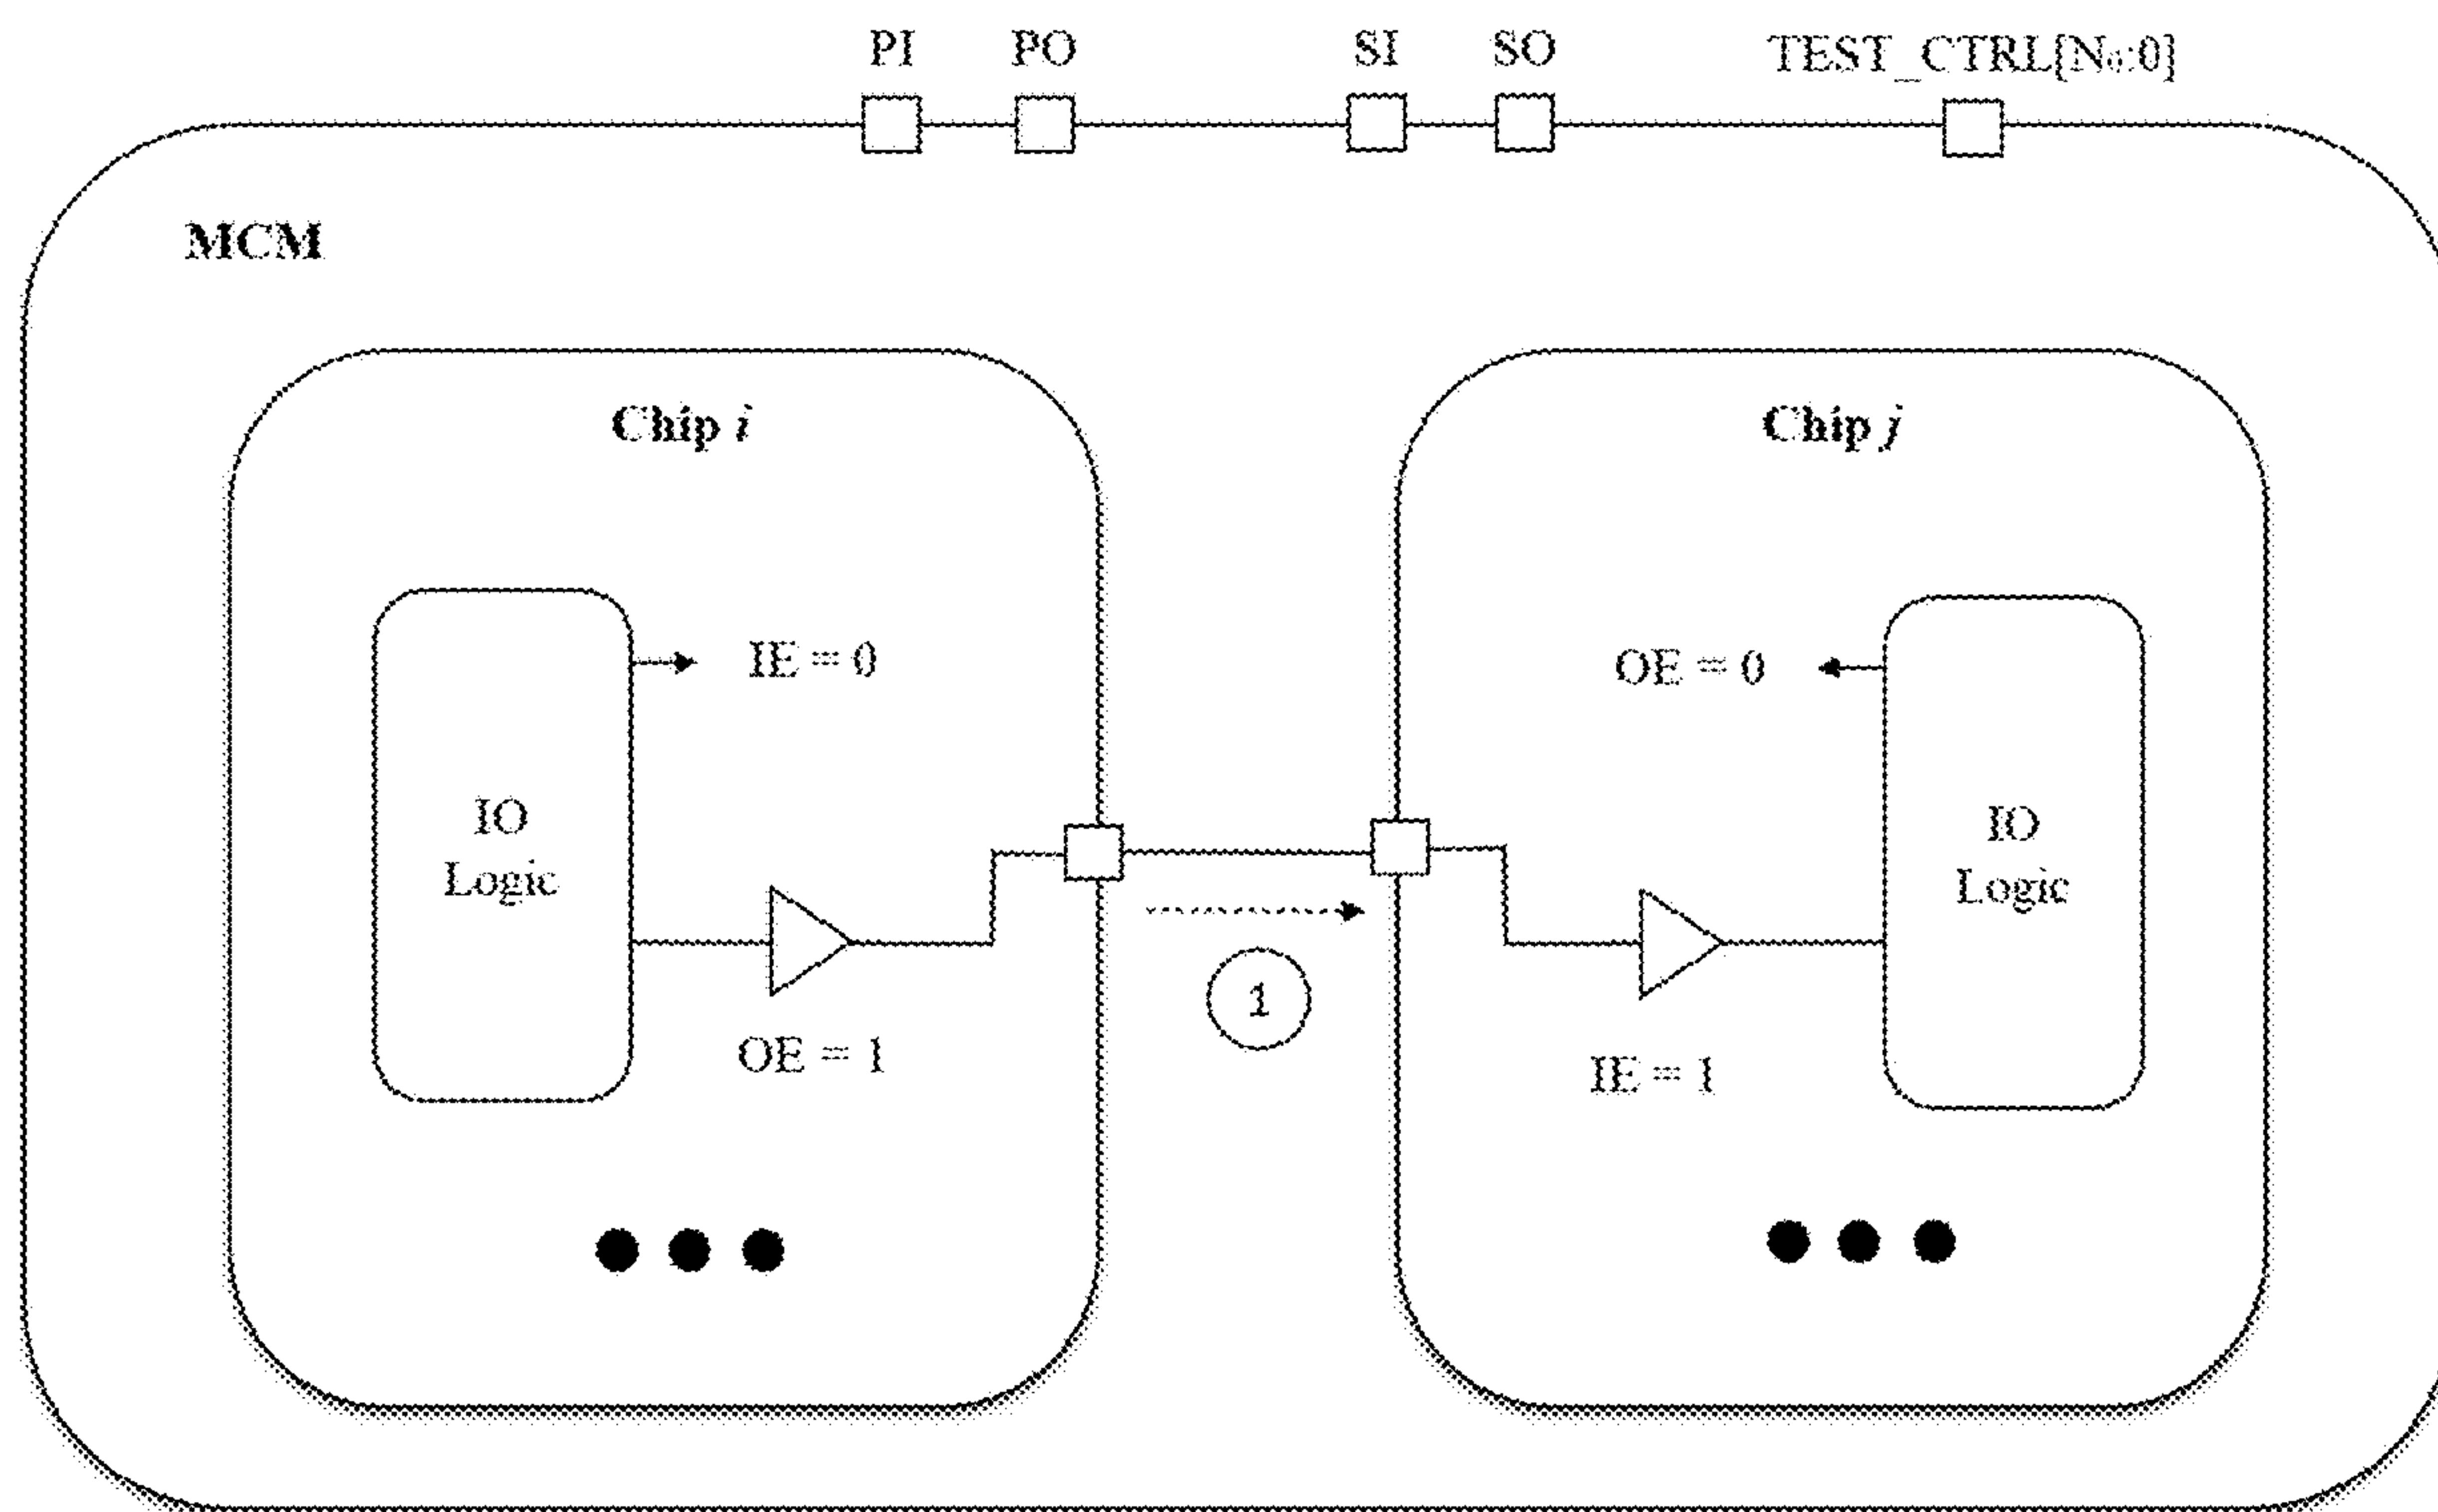 PI PO SI SO TEST_CTRL[N₀:0]
MCM
Chip i
Chip j
IE = 0
OE = 0
IO
Logic
IO
Logic
OE = 1
1
IE = 1